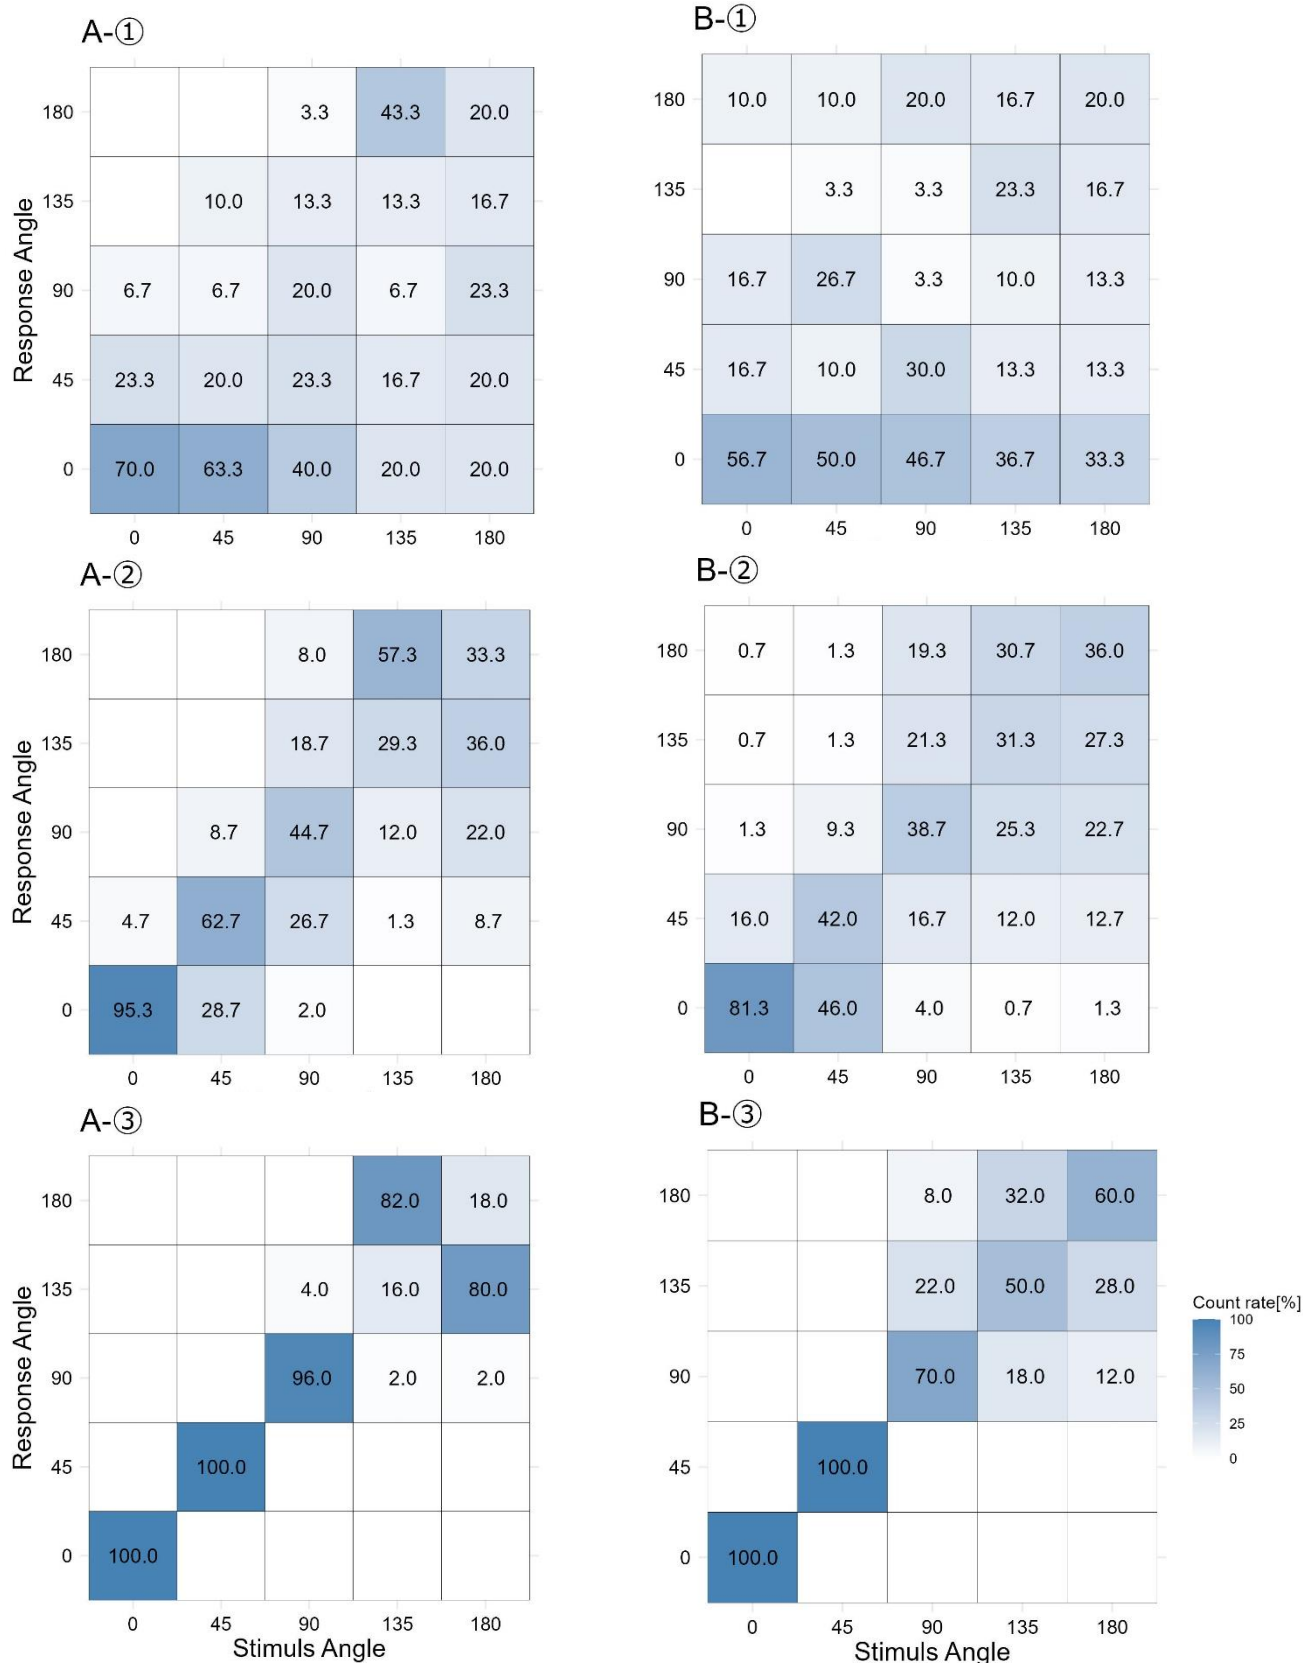 A-①
180 3.3 43.3 20.0
135 10.0 13.3 13.3 16.7
90 6.7 6.7 20.0 6.7 23.3
45 23.3 20.0 23.3 16.7 20.0
0 70.0 63.3 40.0 20.0 20.0
0 45 90 135 180
Response Angle
B-①
180 10.0 10.0 20.0 16.7 20.0
135 3.3 3.3 23.3 16.7
90 16.7 26.7 3.3 10.0 13.3
45 16.7 10.0 30.0 13.3 13.3
0 56.7 50.0 46.7 36.7 33.3
0 45 90 135 180
A-②
180 8.0 57.3 33.3
135 18.7 29.3 36.0
90 8.7 44.7 12.0 22.0
45 4.7 62.7 26.7 1.3 8.7
0 95.3 28.7 2.0
0 45 90 135 180
Response Angle
B-②
180 0.7 1.3 19.3 30.7 36.0
135 0.7 1.3 21.3 31.3 27.3
90 1.3 9.3 38.7 25.3 22.7
45 16.0 42.0 16.7 12.0 12.7
0 81.3 46.0 4.0 0.7 1.3
0 45 90 135 180
A-③
180 82.0 18.0
135 4.0 16.0 80.0
90 96.0 2.0 2.0
45 100.0
0 100.0
0 45 90 135 180
Response Angle
Stimuls Angle
B-③
180 8.0 32.0 60.0
135 22.0 50.0 28.0
90 70.0 18.0 12.0
45 100.0
0 100.0
0 45 90 135 180
Stimuls Angle
Count rate[%]
100
75
50
25
0